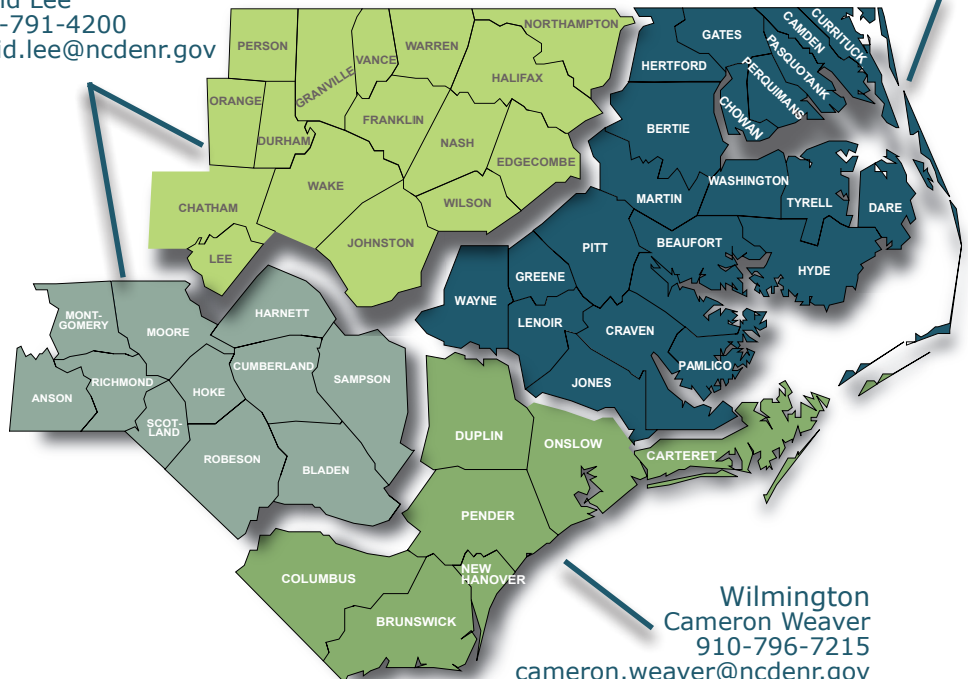 -791-4200
id.lee@ncdenr.gov
NORTHAMPTON
PERSON
VANCE
WARREN
GRANVILLE
HALIFAX
ORANGE
FRANKLIN
DURHAM
NASH
EDGECOMBE
WAKE
WILSON
CHATHAM
JOHNSTON
LEE
GATES
CAMDEN
CURRITUCK
PASQUOTANK
PERQUIMANS
CHOWAN
HERTFORD
BERTIE
WASHINGTON
MARTIN
TYRELL
DARE
PITT
BEAUFORT
HYDE
GREENE
WAYNE
LENOIR
CRAVEN
PAMLICO
JONES
MONT-
GOMERY
MOORE
HARNETT
RICHMOND
CUMBERLAND
SAMPSON
ANSON
HOKE
SCOT-
LAND
ROBESON
BLADEN
DUPLIN
ONSLOW
CARTERET
PENDER
COLUMBUS
NEW
HANOVER
BRUNSWICK
Wilmington
Cameron Weaver
910-796-7215
cameron.weaver@ncdenr.gov